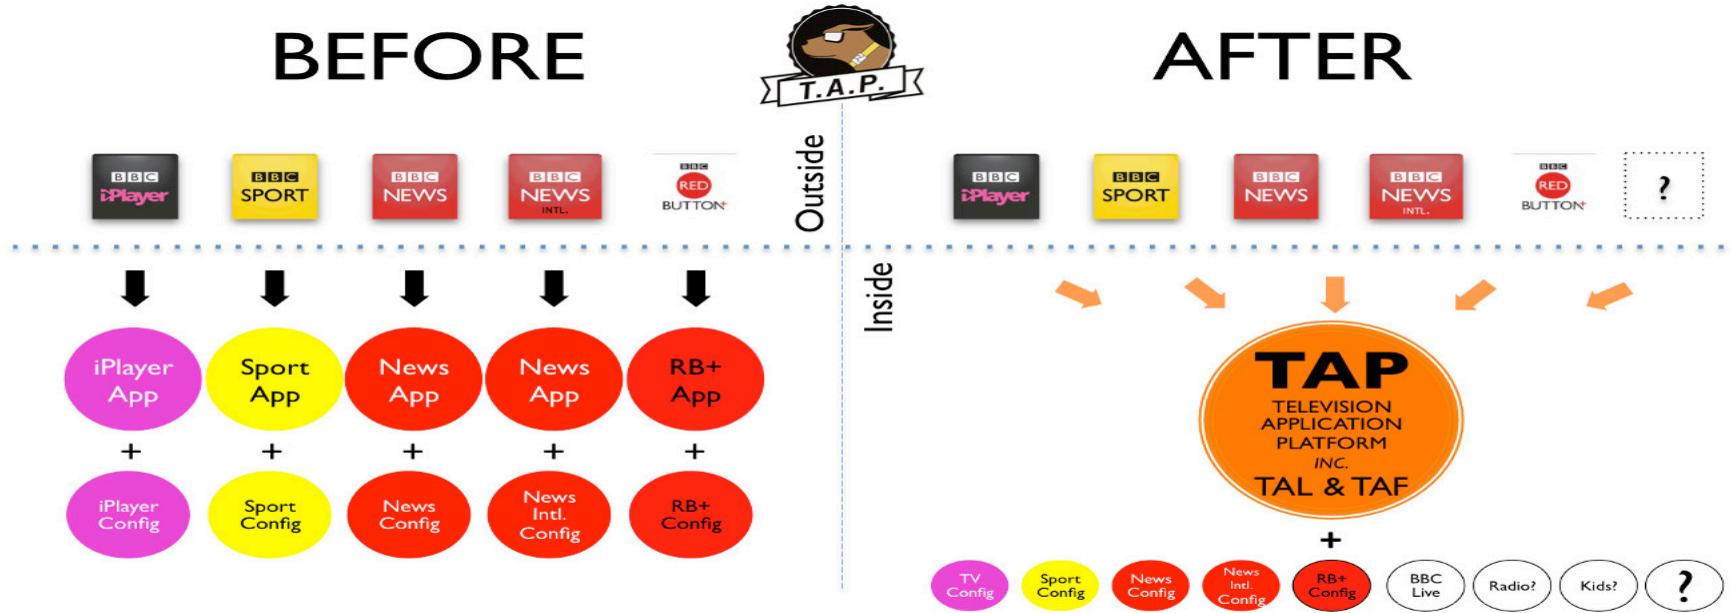 BEFORE
T.A.P.
AFTER
BBC
iPlayer
BBC
SPORT
BBC
NEWS
BBC
NEWS
INTL.
BBC
RED
BUTTON+
Outside
BBC
iPlayer
BBC
SPORT
BBC
NEWS
BBC
NEWS
INTL.
BBC
RED
BUTTON+
?
Inside
iPlayer
App
Sport
App
News
App
News
App
RB+
App
+
+
+
+
+
iPlayer
Config
Sport
Config
News
Config
News
Intl.
Config
RB+
Config
TAP
TELEVISION
APPLICATION
PLATFORM
INC.
TAL & TAF
+
TV
Config
Sport
Config
News
Config
News
Intl.
Config
RB+
Config
BBC
Live
Radio?
Kids?
?